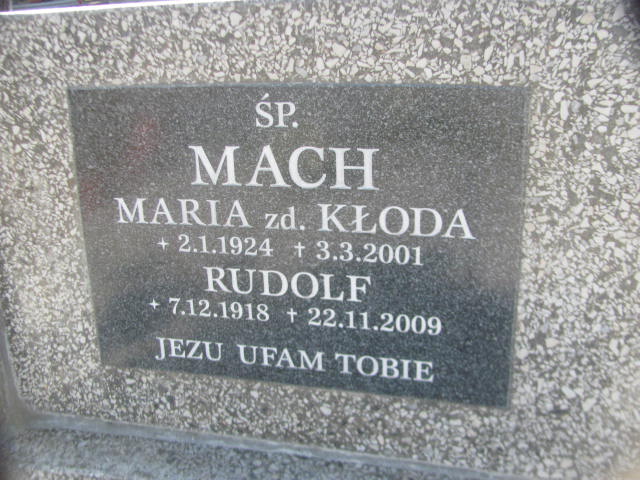 ŚP.
MACH
MARIA zd. KŁODA
+ 2.1.1924 † 3.3.2001
RUDOLF
+ 7.12.1918 † 22.11.2009
JEZU UFAM TOBIE